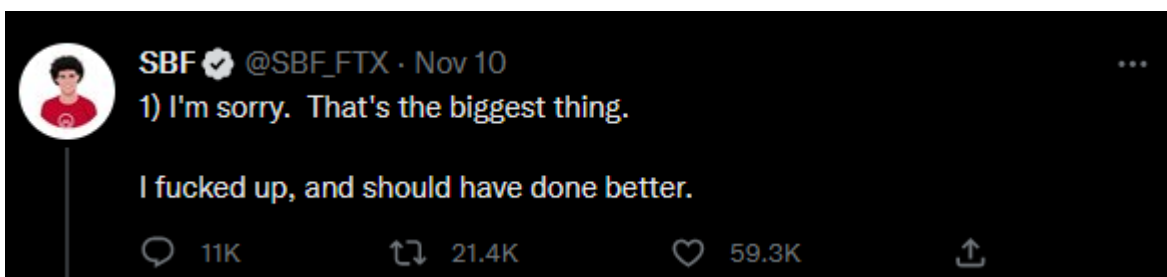 SBF @SBF_FTX · Nov 10
1) I'm sorry.  That's the biggest thing.
I fucked up, and should have done better.
11K 21.4K 59.3K